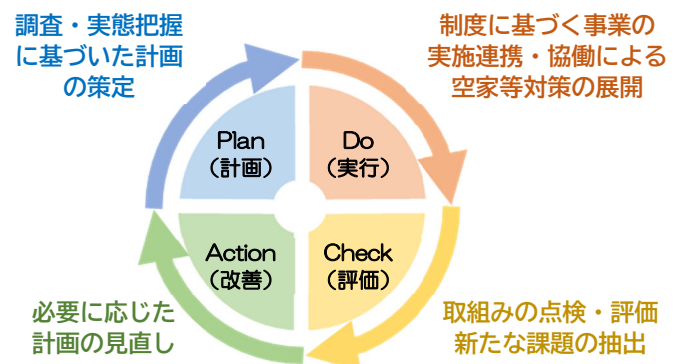 調査・実態把握
に基づいた計画
の策定
制度に基づく事業の
実施連携・協働による
空家等対策の展開
Plan
（計画）
Do
（実行）
Action
（改善）
Check
（評価）
必要に応じた
計画の見直し
取組みの点検・評価
新たな課題の抽出